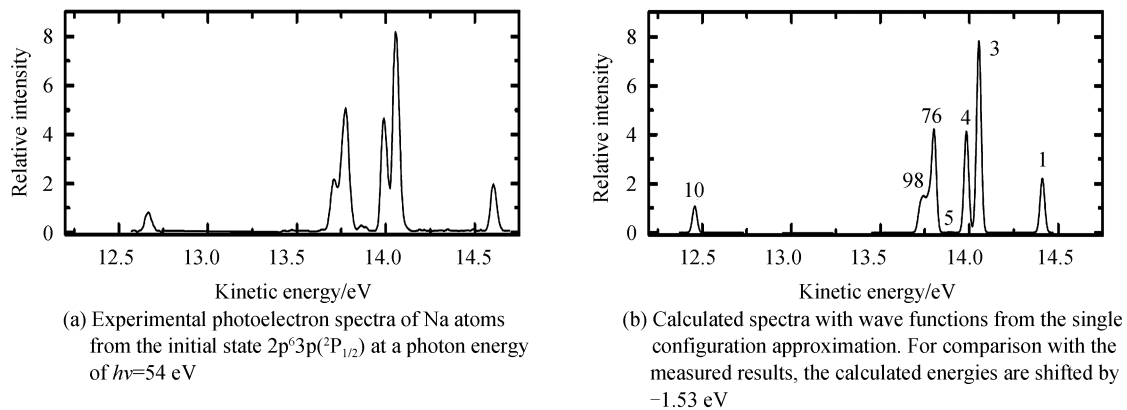 8
6
4
2
0
Relative intensity
12.5 13.0 13.5 14.0 14.5
Kinetic energy/eV
(a) Experimental photoelectron spectra of Na atoms
from the initial state 2p⁶3p(²P₁/₂) at a photon energy
of hν=54 eV
8
6
4
2
0
Relative intensity
10
98
76
5
4
3
1
12.5 13.0 13.5 14.0 14.5
Kinetic energy/eV
(b) Calculated spectra with wave functions from the single
configuration approximation. For comparison with the
measured results, the calculated energies are shifted by
−1.53 eV